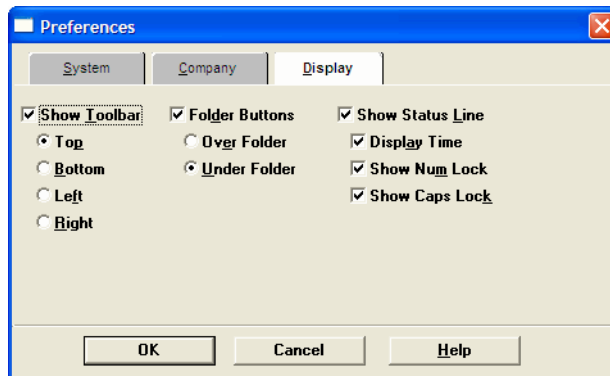 Preferences
System Company Display
Show Toolbar Folder Buttons Show Status Line
Top Over Folder Display Time
Bottom Under Folder Show Num Lock
Left Show Caps Lock
Right
OK Cancel Help